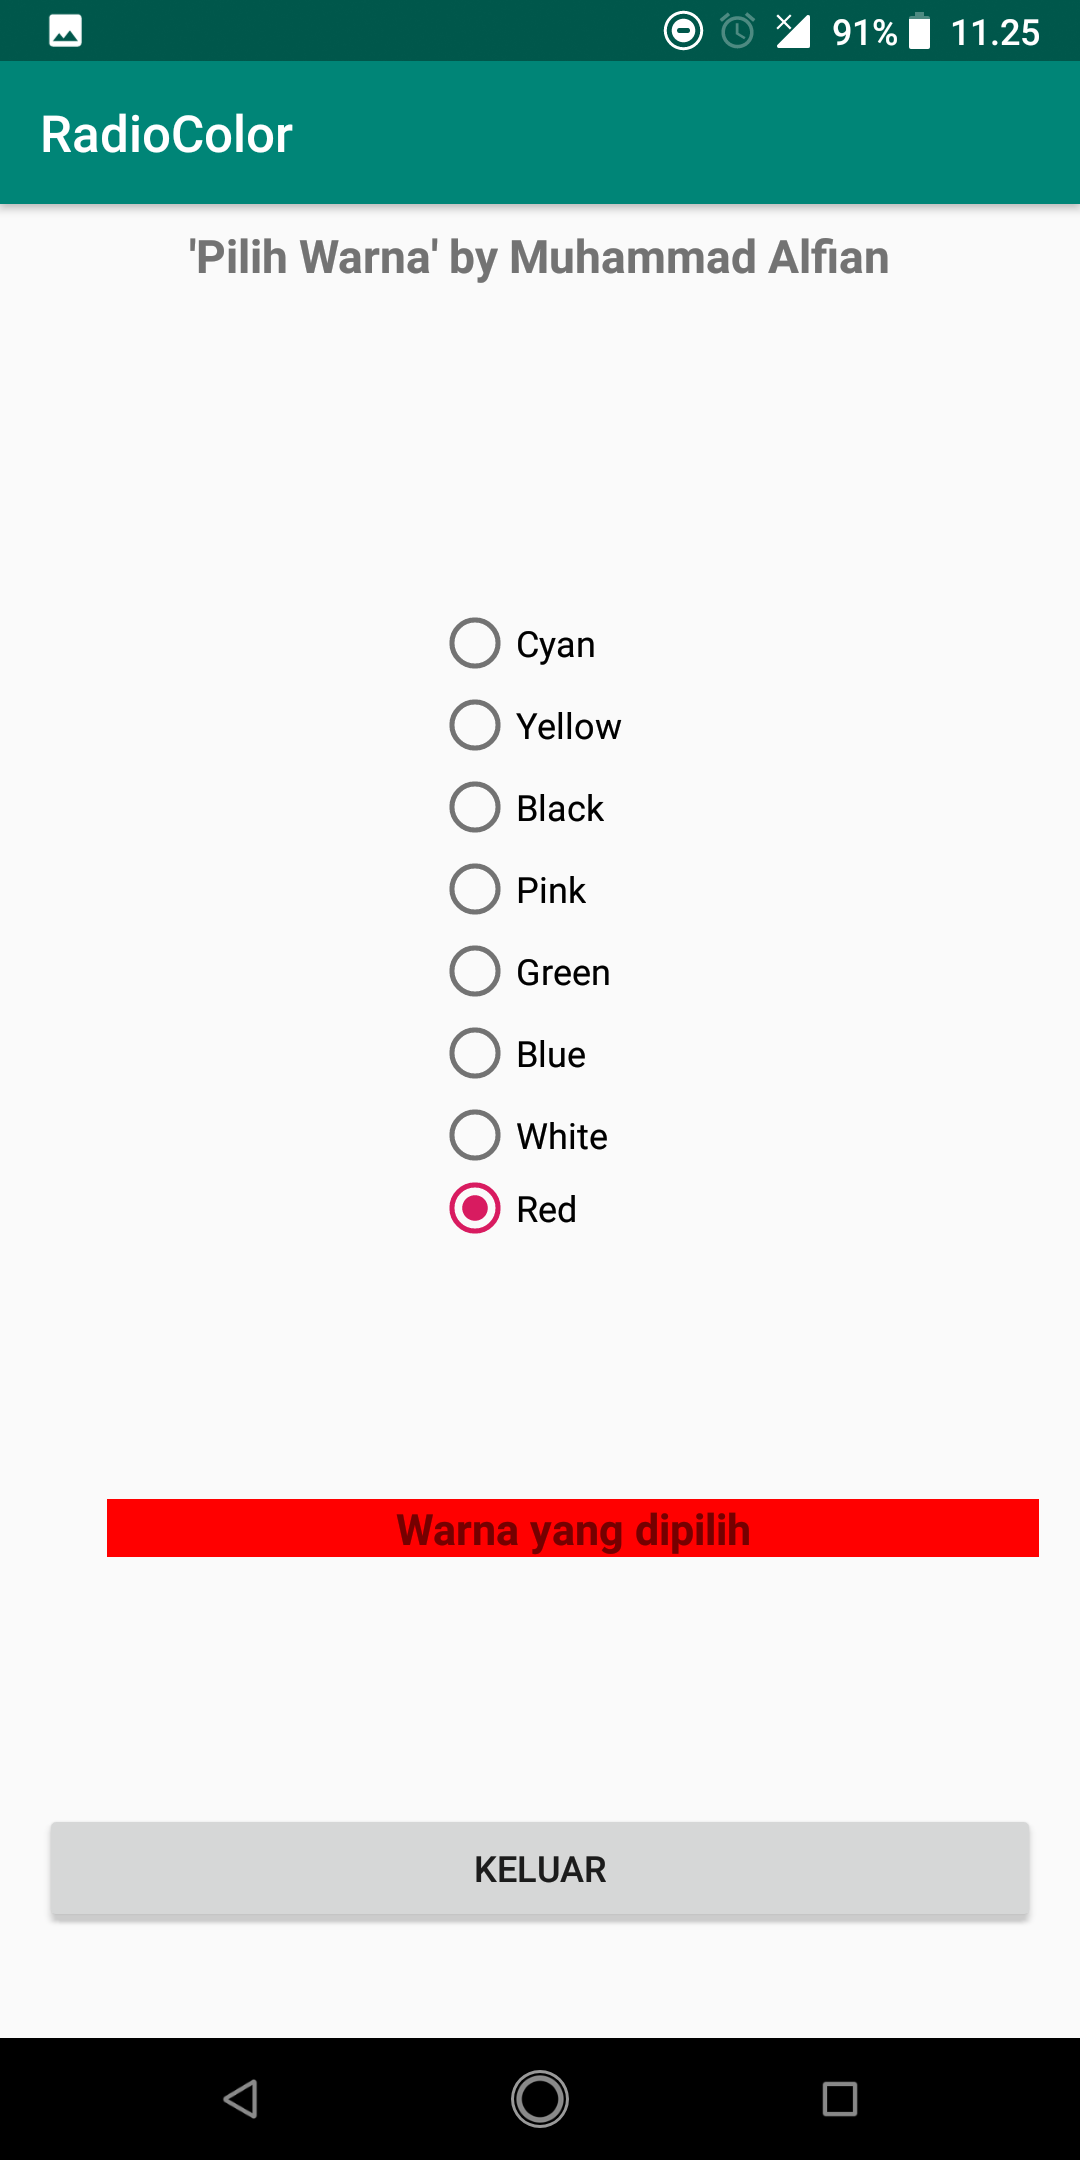 91% 11.25
RadioColor
'Pilih Warna' by Muhammad Alfian
Cyan
Yellow
Black
Pink
Green
Blue
White
Red
Warna yang dipilih
KELUAR